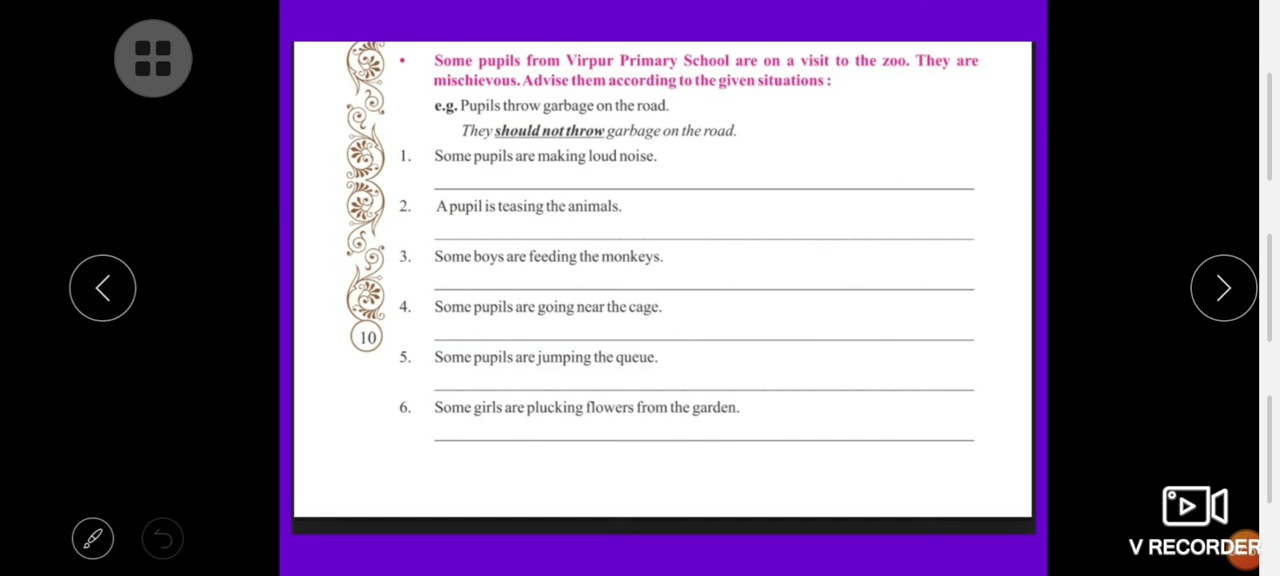 • Some pupils from Virpur Primary School are on a visit to the zoo. They are
mischievous. Advise them according to the given situations :
e.g. Pupils throw garbage on the road.
They should not throw garbage on the road.
1. Some pupils are making loud noise.
2. A pupil is teasing the animals.
3. Some boys are feeding the monkeys.
4. Some pupils are going near the cage.
10
5. Some pupils are jumping the queue.
6. Some girls are plucking flowers from the garden.
V RECORDER